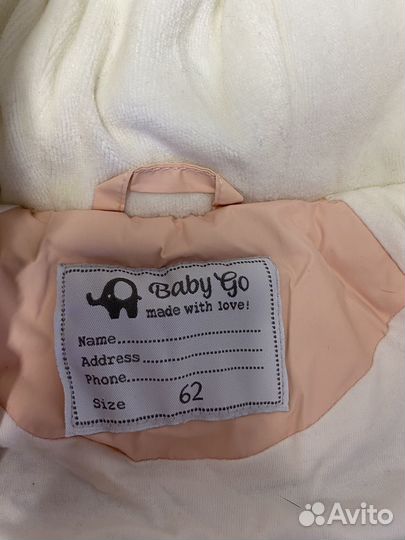 Baby Go
made with love!
Name
Address
Phone
Size 62
Avito